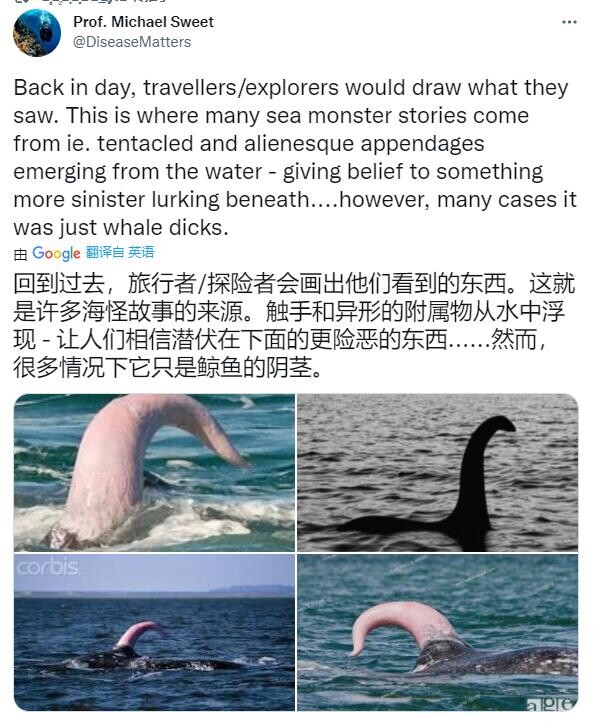 Prof. Michael Sweet
@DiseaseMatters
Back in day, travellers/explorers would draw what they
saw. This is where many sea monster stories come
from ie. tentacled and alienesque appendages
emerging from the water - giving belief to something
more sinister lurking beneath....however, many cases it
was just whale dicks.
由 Google 翻译自 英语
回到过去，旅行者/探险者会画出他们看到的东西。这就
是许多海怪故事的来源。触手和异形的附属物从水中浮
现 - 让人们相信潜伏在下面的更险恶的东西......然而，
很多情况下它只是鲸鱼的阴茎。
corbis